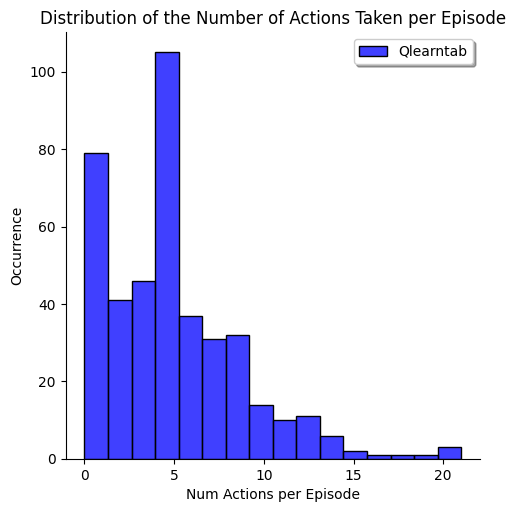 Distribution of the Number of Actions Taken per Episode
Qlearntab
100
80
60
40
20
0
Occurrence
0 5 10 15 20
Num Actions per Episode